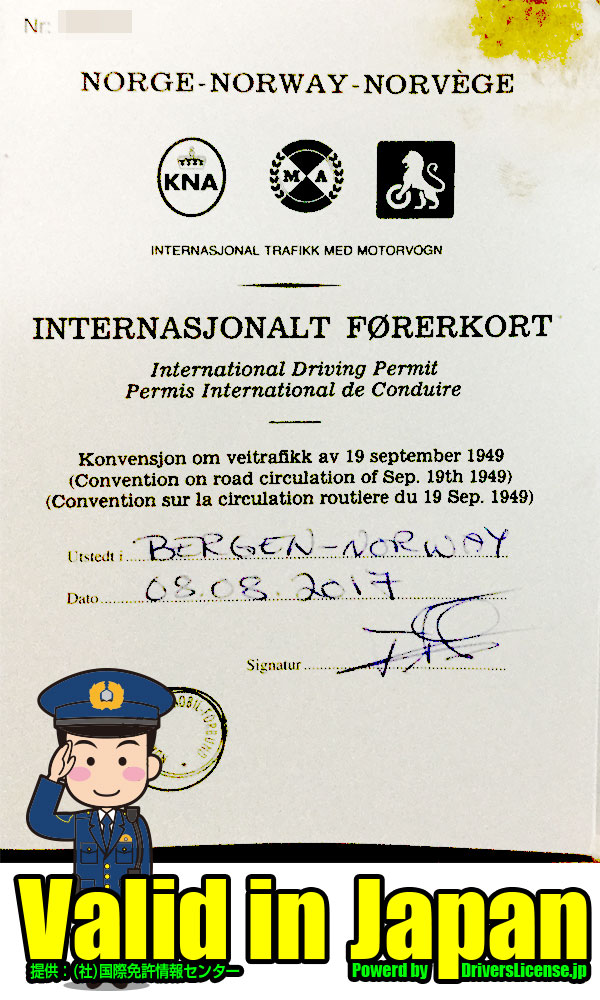 Nr:
NORGE-NORWAY-NORVÈGE
KNA
M A
INTERNASJONAL TRAFIKK MED MOTORVOGN
INTERNASJONALT FØRERKORT
International Driving Permit
Permis International de Conduire
Konvensjon om veitrafikk av 19 september 1949
(Convention on road circulation of Sep. 19th 1949)
(Convention sur la circulation routiere du 19 Sep. 1949)
Utstedt i BERGEN-NORWAY
Dato 08.08.2017
Signatur
Valid in Japan
提供：（社）国際免許情報センター
Powerd by DriversLicense.jp